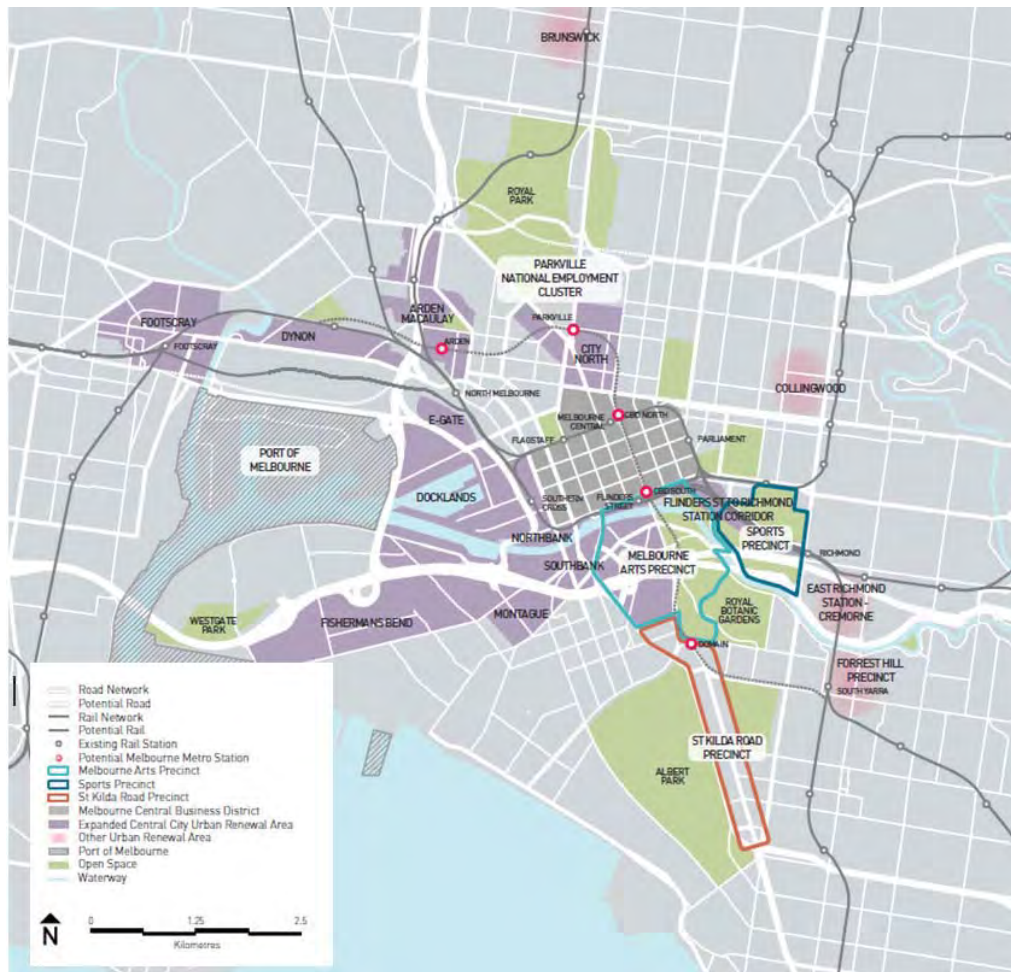 BRUNSWICK
ROYAL
PARK
PARKVILLE
NATIONAL EMPLOYMENT
CLUSTER
ARDEN
MACAULAY
PARKVILLE
FOOTSCRAY
DYNON
ARDEN
CITY
NORTH
FOOTSCRAY
COLLINGWOOD
NORTH MELBOURNE
E-GATE
MELBOURNE
CENTRAL
CBD NORTH
FLAGSTAFF
PARLIAMENT
PORT OF
MELBOURNE
DOCKLANDS
SOUTHERN
CROSS
FLINDERS
STREET
CBD SOUTH
FLINDERS ST TO RICHMOND
STATION CORRIDOR
SPORTS
PRECINCT
NORTHBANK
RICHMOND
SOUTHBANK
MELBOURNE
ARTS PRECINCT
EAST RICHMOND
STATION -
CREMORNE
ROYAL
BOTANIC
GARDENS
WESTGATE
PARK
FISHERMANS BEND
MONTAGUE
DOMAIN
FORREST HILL
PRECINCT
SOUTH YARRA
ST KILDA ROAD
PRECINCT
ALBERT
PARK
Road Network
Potential Road
Rail Network
Potential Rail
Existing Rail Station
Potential Melbourne Metro Station
Melbourne Arts Precinct
Sports Precinct
St Kilda Road Precinct
Melbourne Central Business District
Expanded Central City Urban Renewal Area
Other Urban Renewal Area
Port of Melbourne
Open Space
Waterway
N
0 1.25 2.5
Kilometres